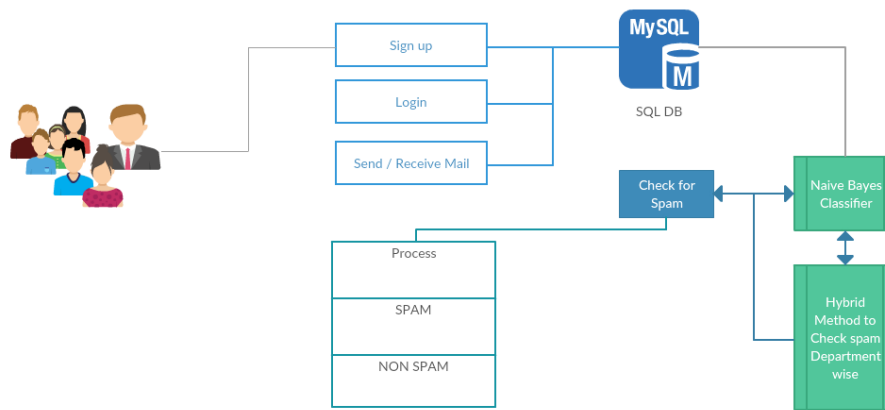 Sign up
Login
Send / Receive Mail
MySQL
M
SQL DB
Check for
Spam
Naive Bayes
Classifier
Process
SPAM
NON SPAM
Hybrid
Method to
Check spam
Department
wise